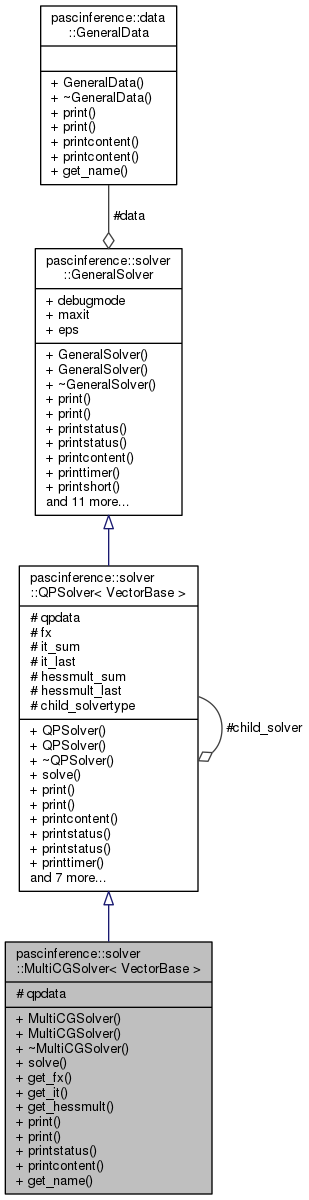 pascinference::data
::GeneralData
+ GeneralData()
+ ~GeneralData()
+ print()
+ print()
+ printcontent()
+ printcontent()
+ get_name()
#data
pascinference::solver
::GeneralSolver
+ debugmode
+ maxit
+ eps
+ GeneralSolver()
+ GeneralSolver()
+ ~GeneralSolver()
+ print()
+ print()
+ printstatus()
+ printstatus()
+ printcontent()
+ printtimer()
+ printshort()
and 11 more...
pascinference::solver
::QPSolver< VectorBase >
# qpdata
# fx
# it_sum
# it_last
# hessmult_sum
# hessmult_last
# child_solvertype
+ QPSolver()
+ QPSolver()
+ ~QPSolver()
+ solve()
+ print()
+ print()
+ printcontent()
+ printstatus()
+ printstatus()
+ printtimer()
and 7 more...
#child_solver
pascinference::solver
::MultiCGSolver< VectorBase >
# qpdata
+ MultiCGSolver()
+ MultiCGSolver()
+ ~MultiCGSolver()
+ solve()
+ get_fx()
+ get_it()
+ get_hessmult()
+ print()
+ print()
+ printstatus()
+ printcontent()
+ get_name()